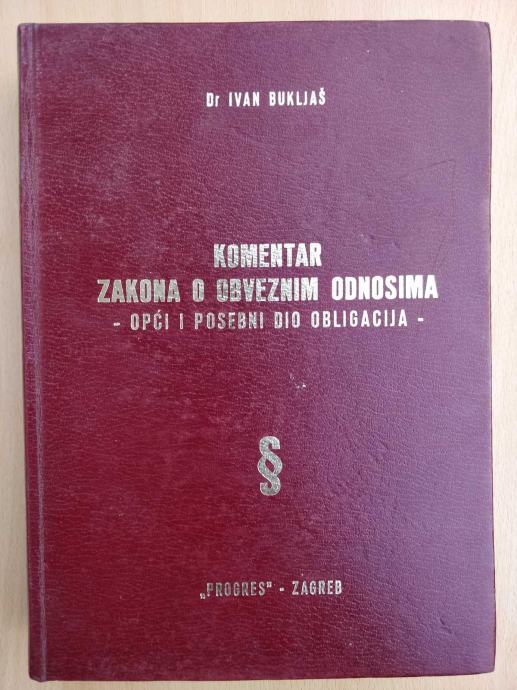 Dr IVAN BUKLJAŠ
KOMENTAR
ZAKONA O OBVEZNIM ODNOSIMA
- OPĆI I POSEBNI DIO OBLIGACIJA -
§
„PROGRES" - ZAGREB